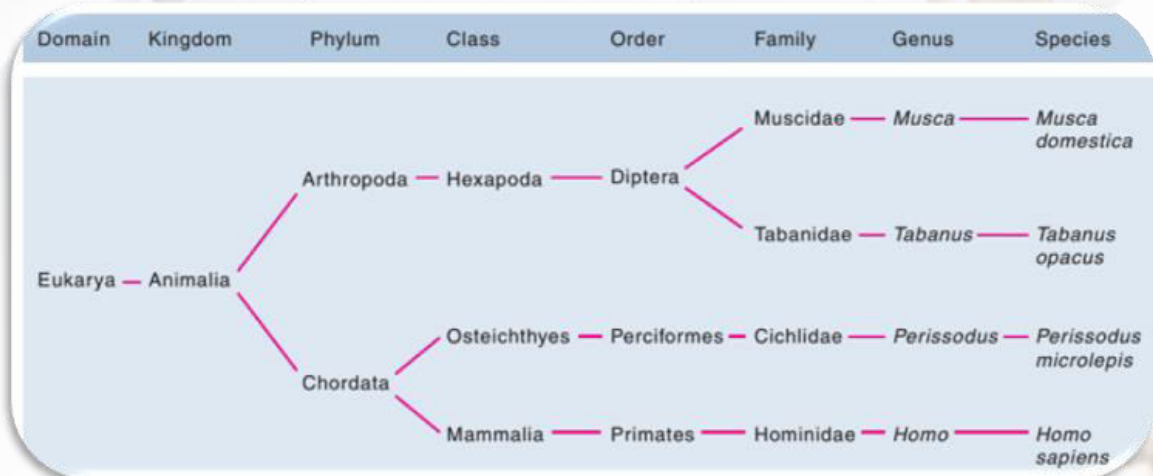 Domain Kingdom Phylum Class Order Family Genus Species
Muscidae Musca Musca
domestica
Arthropoda Hexapoda Diptera
Tabanidae Tabanus Tabanus
opacus
Eukarya Animalia
Osteichthyes Perciformes Cichlidae Perissodus Perissodus
microlepis
Chordata
Mammalia Primates Hominidae Homo Homo
sapiens